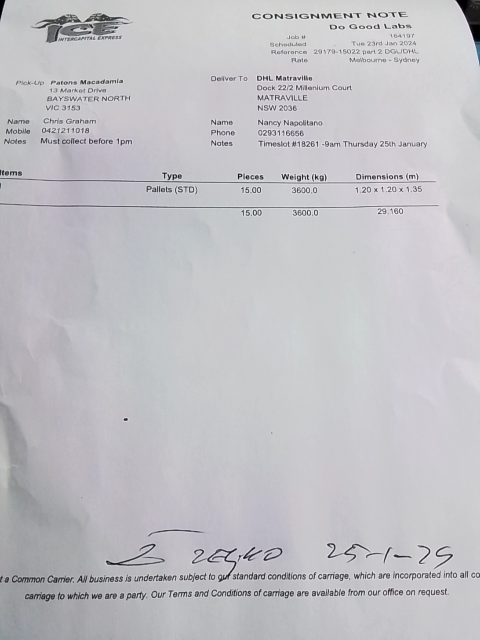 CONSIGNMENT NOTE
ICE
INTERCAPITAL EXPRESS
Do Good Labs
Job # 164197
Scheduled Tue 23rd Jan 2024
Reference 29179-15022 part 2 DGL/DHL
Rate Melbourne - Sydney
Pick-Up Patons Macadamia
13 Market Drive
BAYSWATER NORTH
VIC 3153
Deliver To DHL Matraville
Dock 22/2 Millenium Court
MATRAVILLE
NSW 2036
Name Chris Graham
Mobile 0421211018
Notes Must collect before 1pm
Name Nancy Napolitano
Phone 0293116656
Notes Timeslot #18261 -9am Thursday 25th January
Items Type Pieces Weight (kg) Dimensions (m)
Pallets (STD) 15.00 3600.0 1.20 x 1.20 x 1.35
15.00 3600.0 29.160
t a Common Carrier. All business is undertaken subject to our standard conditions of carriage, which are incorporated into all co
carriage to which we are a party. Our Terms and Conditions of carriage are available from our office on request.